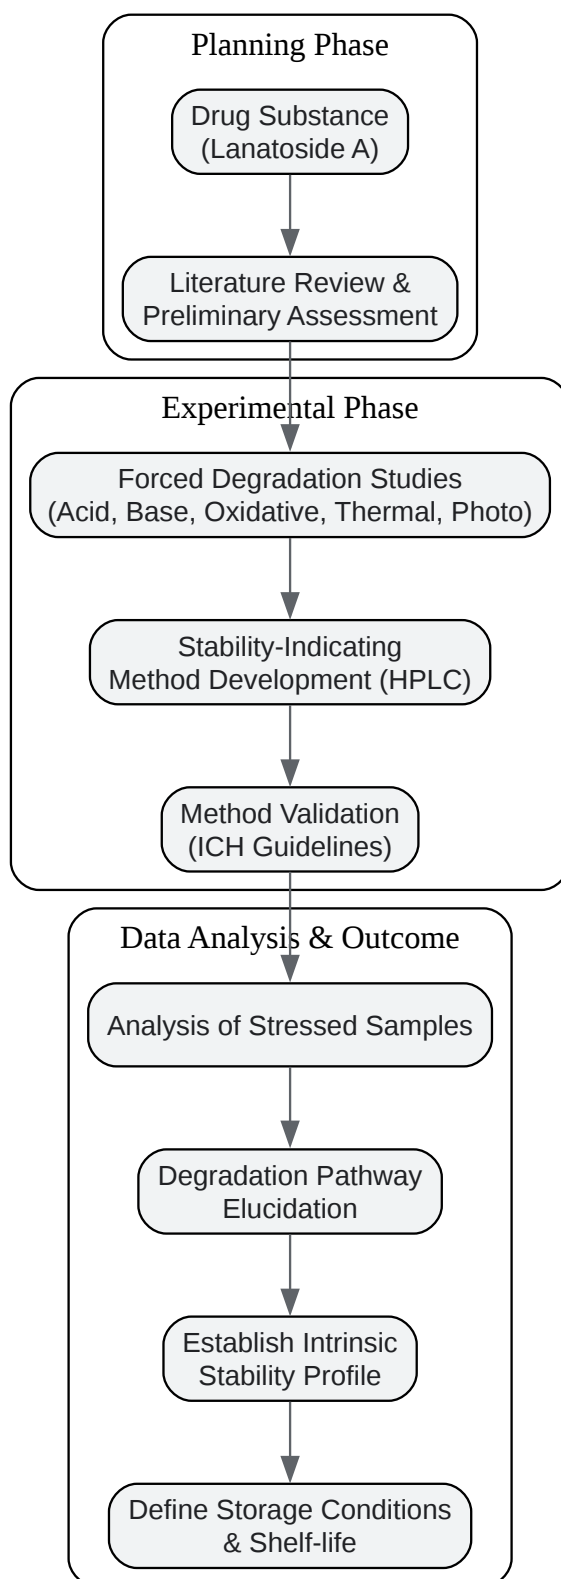 Planning Phase
Drug Substance
(Lanatoside A)
Literature Review &
Preliminary Assessment
Experimental Phase
Forced Degradation Studies
(Acid, Base, Oxidative, Thermal, Photo)
Stability-Indicating
Method Development (HPLC)
Method Validation
(ICH Guidelines)
Data Analysis & Outcome
Analysis of Stressed Samples
Degradation Pathway
Elucidation
Establish Intrinsic
Stability Profile
Define Storage Conditions
& Shelf-life